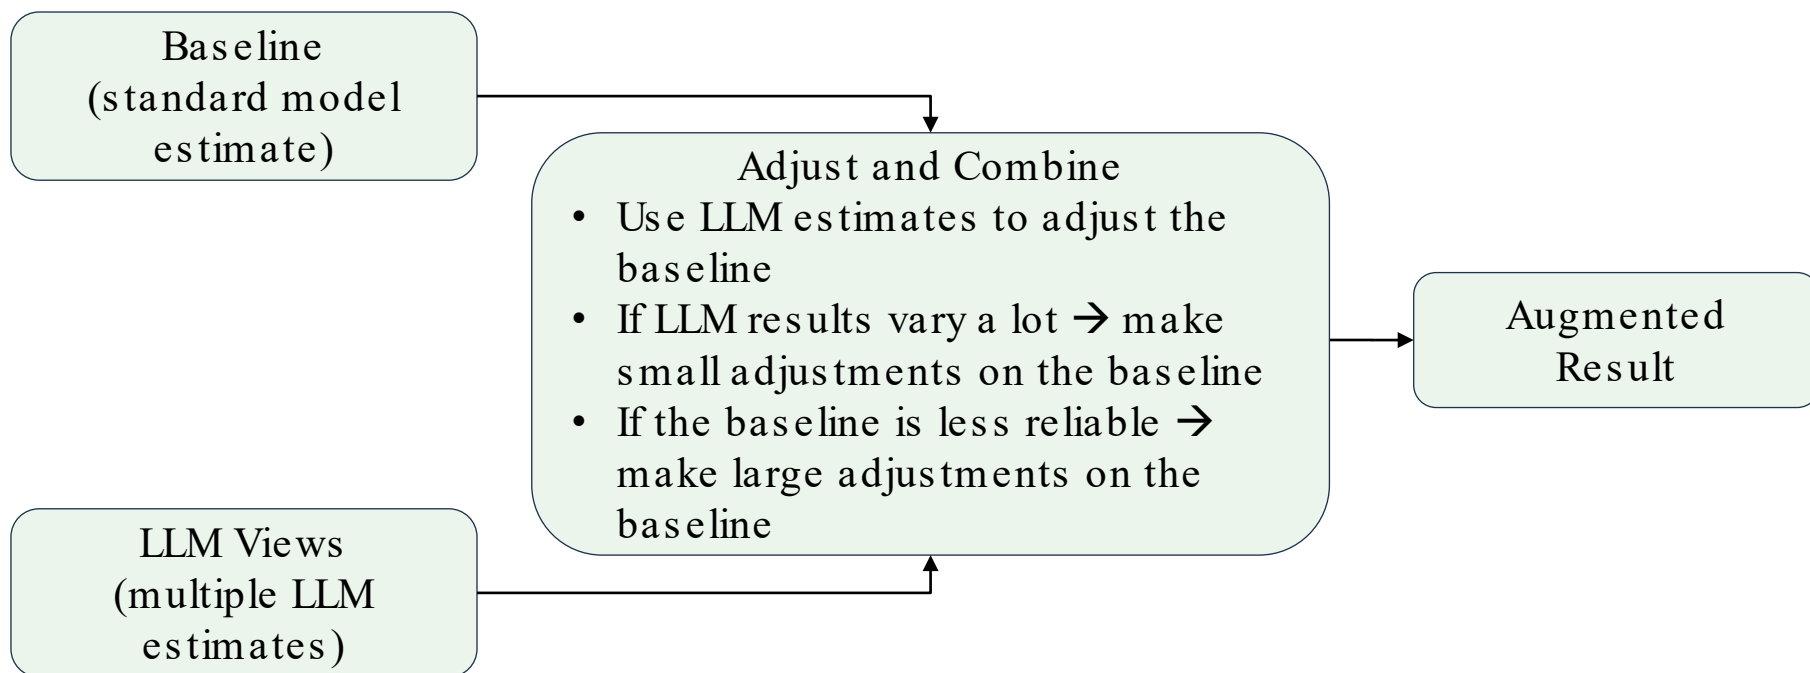 Baseline
(standard model
estimate)
Adjust and Combine
• Use LLM estimates to adjust the
baseline
• If LLM results vary a lot → make
small adjustments on the baseline
• If the baseline is less reliable →
make large adjustments on the
baseline
Augmented
Result
LLM Views
(multiple LLM
estimates)